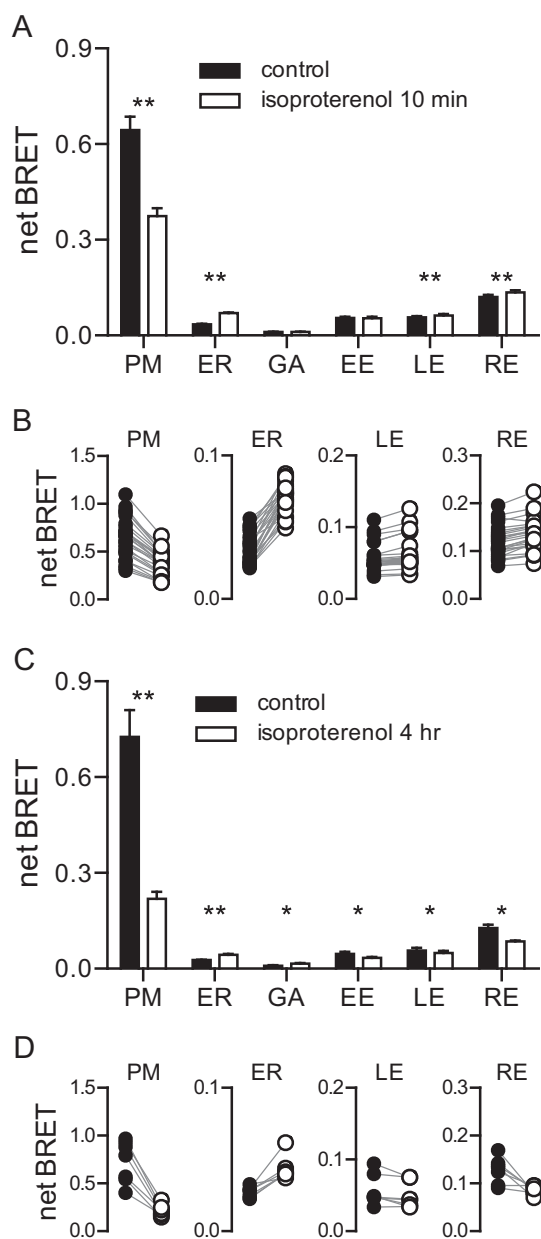 A
net BRET
0.9
0.6
0.3
0.0
control
isoproterenol 10 min
**
**
**
**
PM ER GA EE LE RE
B
net BRET
PM ER LE RE
1.5 0.1 0.2 0.3
1.0 0.2
0.5 0.1 0.1
0.0 0.0 0.0 0.0
C
net BRET
0.9
0.6
0.3
0.0
control
isoproterenol 4 hr
**
** * * * *
PM ER GA EE LE RE
D
net BRET
PM ER LE RE
1.5 0.1 0.2 0.3
1.0 0.2
0.5 0.1 0.1
0.0 0.0 0.0 0.0